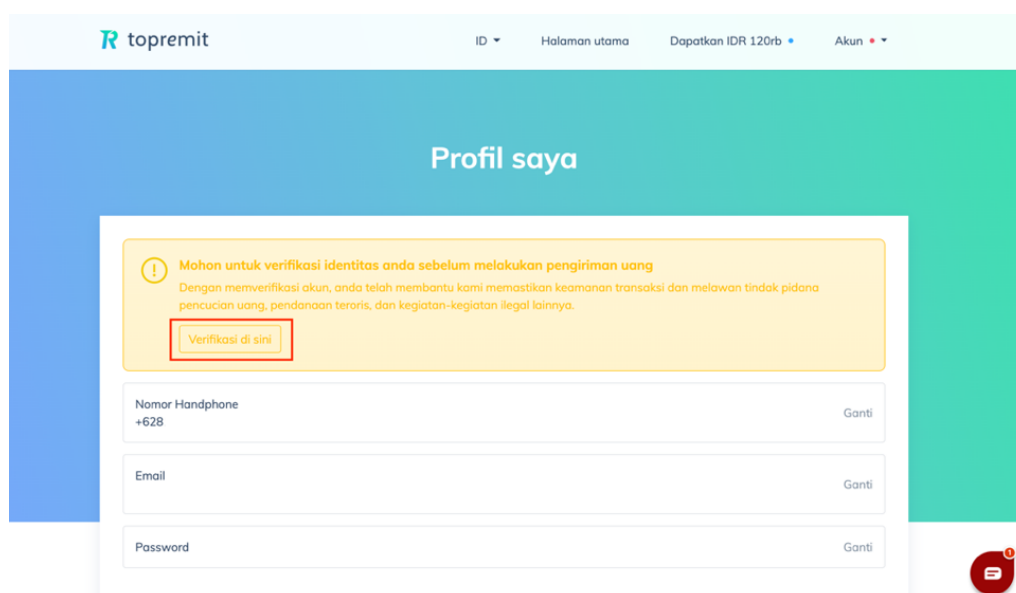 topremit
ID
Halaman utama
Dapatkan IDR 120rb
Akun
Profil saya
Mohon untuk verifikasi identitas anda sebelum melakukan pengiriman uang
Dengan memverifikasi akun, anda telah membantu kami memastikan keamanan transaksi dan melawan tindak pidana
pencucian uang, pendanaan teroris, dan kegiatan-kegiatan ilegal lainnya.
Verifikasi di sini
Nomor Handphone
+628
Ganti
Email
Ganti
Password
Ganti
1